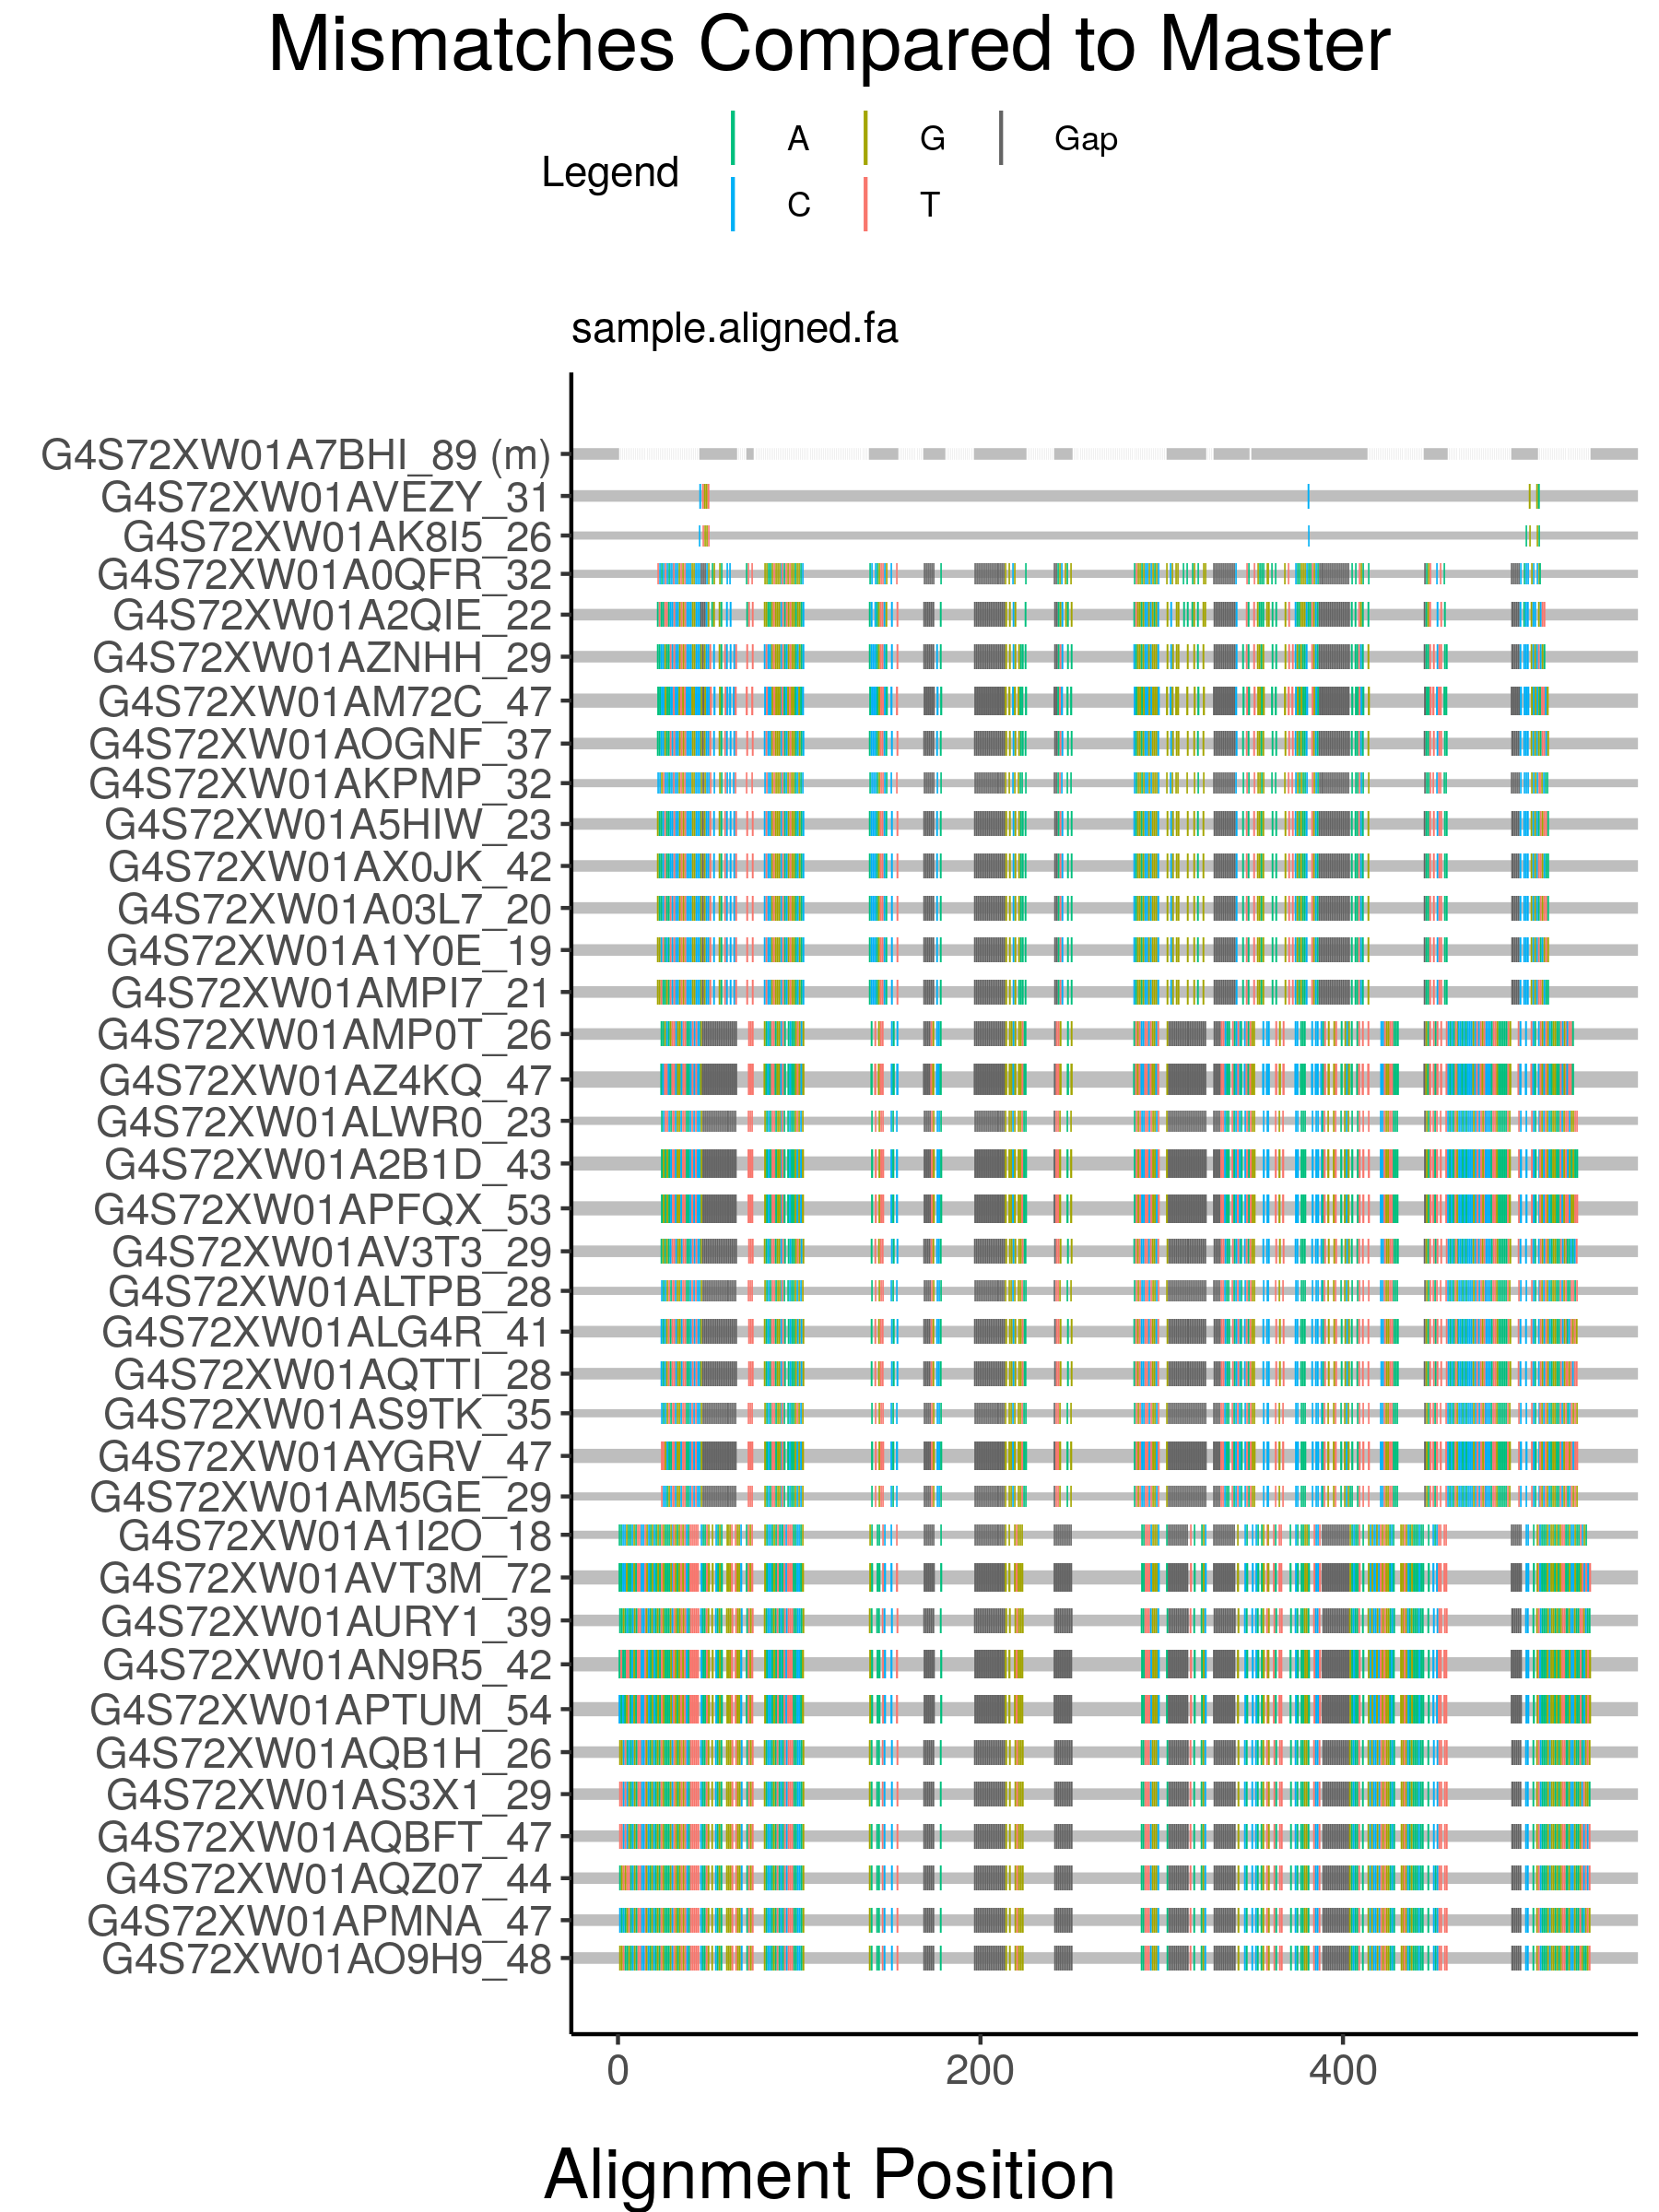 Mismatches Compared to Master
Legend
A
G
Gap
C
T
sample.aligned.fa
G4S72XW01A7BHI_89 (m)
G4S72XW01AVEZY_31
G4S72XW01AK8I5_26
G4S72XW01A0QFR_32
G4S72XW01A2QIE_22
G4S72XW01AZNHH_29
G4S72XW01AM72C_47
G4S72XW01AOGNF_37
G4S72XW01AKPMP_32
G4S72XW01A5HIW_23
G4S72XW01AX0JK_42
G4S72XW01A03L7_20
G4S72XW01A1Y0E_19
G4S72XW01AMPI7_21
G4S72XW01AMP0T_26
G4S72XW01AZ4KQ_47
G4S72XW01ALWR0_23
G4S72XW01A2B1D_43
G4S72XW01APFQX_53
G4S72XW01AV3T3_29
G4S72XW01ALTPB_28
G4S72XW01ALG4R_41
G4S72XW01AQTTI_28
G4S72XW01AS9TK_35
G4S72XW01AYGRV_47
G4S72XW01AM5GE_29
G4S72XW01A1I2O_18
G4S72XW01AVT3M_72
G4S72XW01AURY1_39
G4S72XW01AN9R5_42
G4S72XW01APTUM_54
G4S72XW01AQB1H_26
G4S72XW01AS3X1_29
G4S72XW01AQBFT_47
G4S72XW01AQZ07_44
G4S72XW01APMNA_47
G4S72XW01AO9H9_48
0 200 400
Alignment Position